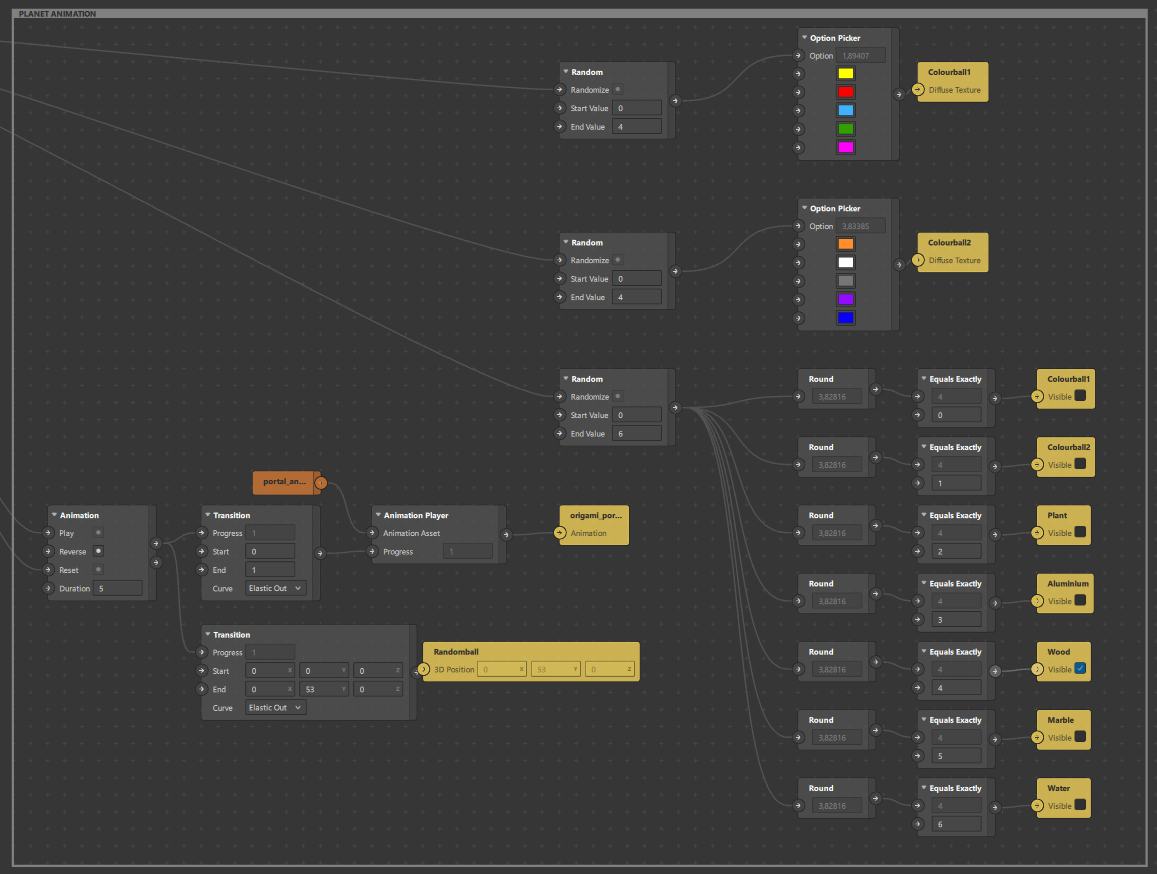 PLANET ANIMATION
Option Picker
Option 1,89407
Random
Randomize
Start Value 0
End Value 4
Colourball1
Diffuse Texture
Option Picker
Option 3,83385
Random
Randomize
Start Value 0
End Value 4
Colourball2
Diffuse Texture
Random
Randomize
Start Value 0
End Value 6
Round
3,82816
Equals Exactly
4
0
Colourball1
Visible
Round
3,82816
Equals Exactly
4
1
Colourball2
Visible
portal_an...
Animation
Play
Reverse
Reset
Duration 5
Transition
Progress 1
Start 0
End 1
Curve Elastic Out
Animation Player
Animation Asset
Progress 1
origami_por...
Animation
Round
3,82816
Equals Exactly
4
2
Plant
Visible
Round
3,82816
Equals Exactly
4
3
Aluminium
Visible
Transition
Progress 1
Start 0 X 0 Y 0 Z
End 0 X 53 Y 0 Z
Curve Elastic Out
Randomball
3D Position 0 X 53 Y 0 Z
Round
3,82816
Equals Exactly
4
4
Wood
Visible
Round
3,82816
Equals Exactly
4
5
Marble
Visible
Round
3,82816
Equals Exactly
4
6
Water
Visible